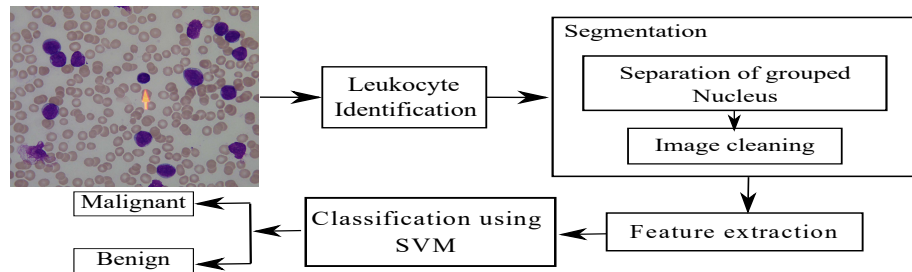 Segmentation
Leukocyte
Identification
Separation of grouped
Nucleus
Image cleaning
Feature extraction
Classification using
SVM
Malignant
Benign